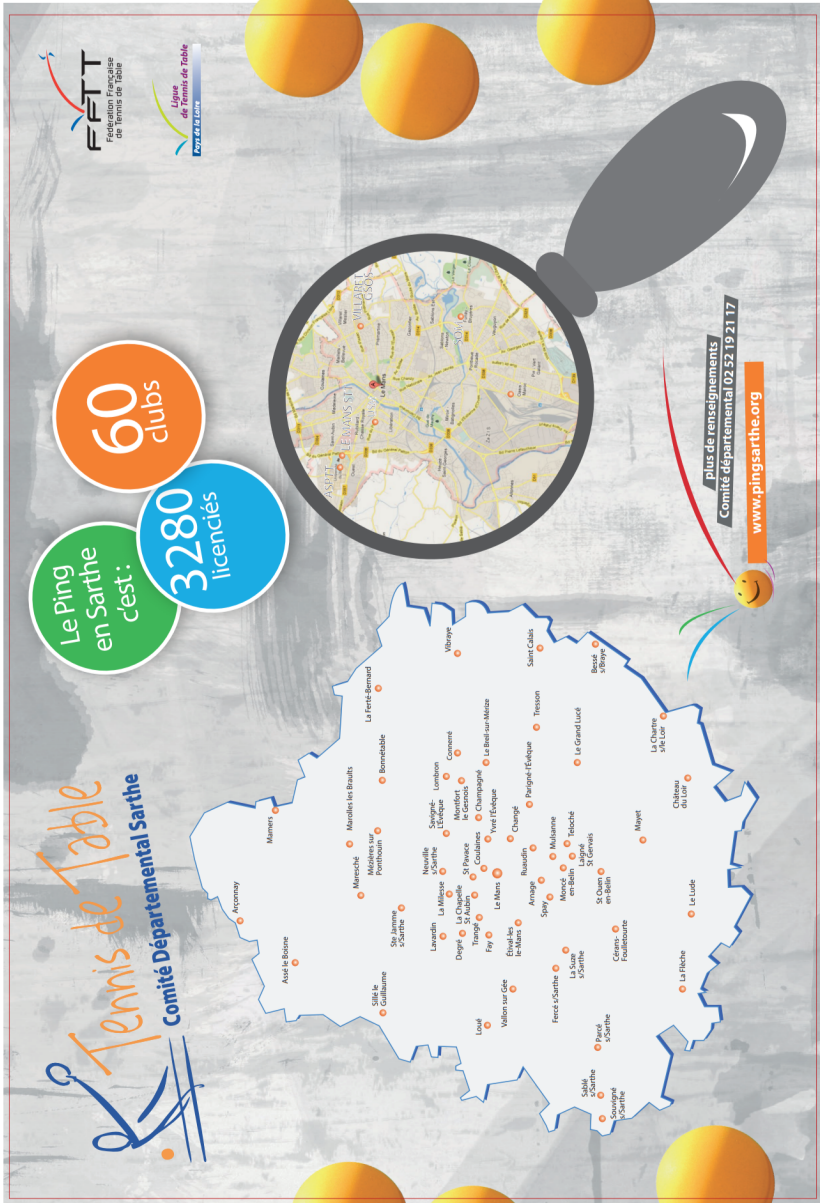 Tennis de Table
Comité Départemental Sarthe
Le Ping
en Sarthe
c'est :
3280
licenciés
60
clubs
FFTT
Fédération Française
de Tennis de Table
Ligue
de Tennis de Table
Pays de la Loire
Arçonnay
Mamers
Assé le Boisne
Marolles les Braults
Maresché
La Ferté-Bernard
Sillé le
Guillaume
Mézières sur
Ponthouin
Bonnétable
Ste Jamme
s/Sarthe
Lavardin
La Milesse
Neuville
s/Sarthe
Savigné-
L'Évêque
Lombron
Connerré
Vibraye
Degré
La Chapelle
St Aubin
St Pavace
Montfort
le Gesnois
Trangé
Coulaines
Champagné
Le Breil-sur-Mérize
Loué
Fay
Le Mans
Yvré l'Évêque
Vallon sur Gée
Étival-les
le-Mans
Changé
Parigné-l'Évêque
Tresson
Saint Calais
Fercé s/Sarthe
Spay
Arnage
Ruaudin
Mulsanne
La Suze
s/Sarthe
Moncé
en-Belin
Teloché
Laigné
St Gervais
Le Grand Lucé
Bessé
s/Braye
Sablé
s/Sarthe
Souvigné
s/Sarthe
Parcé
s/Sarthe
Cérans-
Foulletourte
St Ouen
en-Belin
Mayet
La Chartre
s/le Loir
La Flèche
Le Lude
Château
du Loir
ASPTT
LE MANS STT
VILLARET
GSOS
Le Mans
plus de renseignements
Comité départemental 02 52 19 21 17
www.pingsarthe.org